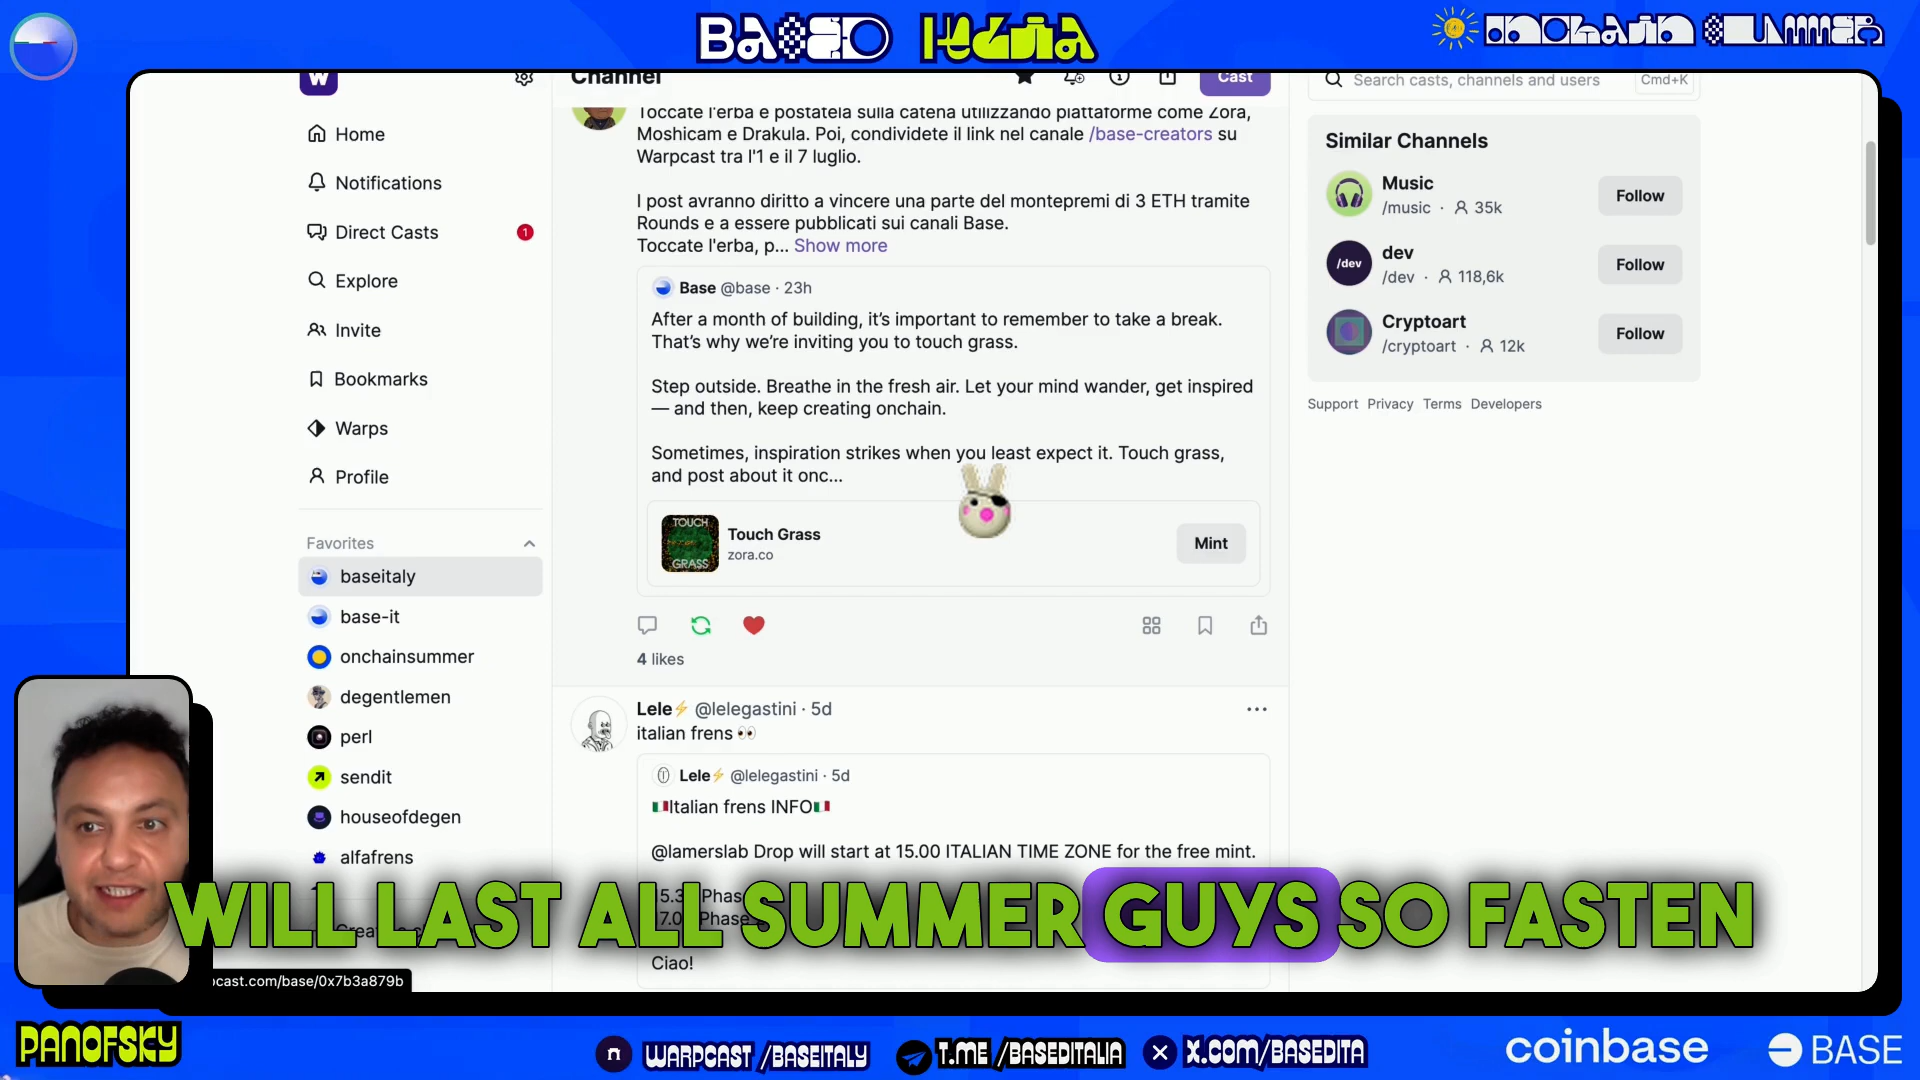 BASED ITALIA
ONCHAIN SUMMER
W
Channel
Cast
Search casts, channels and users
Cmd+K
Home
Notifications
Direct Casts
1
Explore
Invite
Bookmarks
Warps
Profile
Favorites
baseitaly
base-it
onchainsummer
degentlemen
perl
sendit
houseofdegen
alfafrens
Toccate l'erba e postatela sulla catena utilizzando piattaforme come Zora,
Moshicam e Drakula. Poi, condividete il link nel canale /base-creators su
Warpcast tra l'1 e il 7 luglio.
I post avranno diritto a vincere una parte del montepremi di 3 ETH tramite
Rounds e a essere pubblicati sui canali Base.
Toccate l'erba, p... Show more
Base @base · 23h
After a month of building, it’s important to remember to take a break.
That’s why we’re inviting you to touch grass.
Step outside. Breathe in the fresh air. Let your mind wander, get inspired
— and then, keep creating onchain.
Sometimes, inspiration strikes when you least expect it. Touch grass,
and post about it onc...
TOUCH
GRASS
Touch Grass
zora.co
Mint
4 likes
Lele⚡ @lelegastini · 5d
italian frens 👀
Lele⚡ @lelegastini · 5d
🇮🇹Italian frens INFO🇮🇹
@lamerslab Drop will start at 15.00 ITALIAN TIME ZONE for the free mint.
Phase
Phase
Ciao!
Similar Channels
Music
/music · 35k
Follow
/dev
dev
/dev · 118,6k
Follow
Cryptoart
/cryptoart · 12k
Follow
Support Privacy Terms Developers
WILL LAST ALL SUMMER GUYS SO FASTEN
pcast.com/base/0x7b3a879b
PANOFSKY
WARPCAST /BASEITALY
T.ME /BASEDITALIA
X.COM/BASEDITA
coinbase
BASE